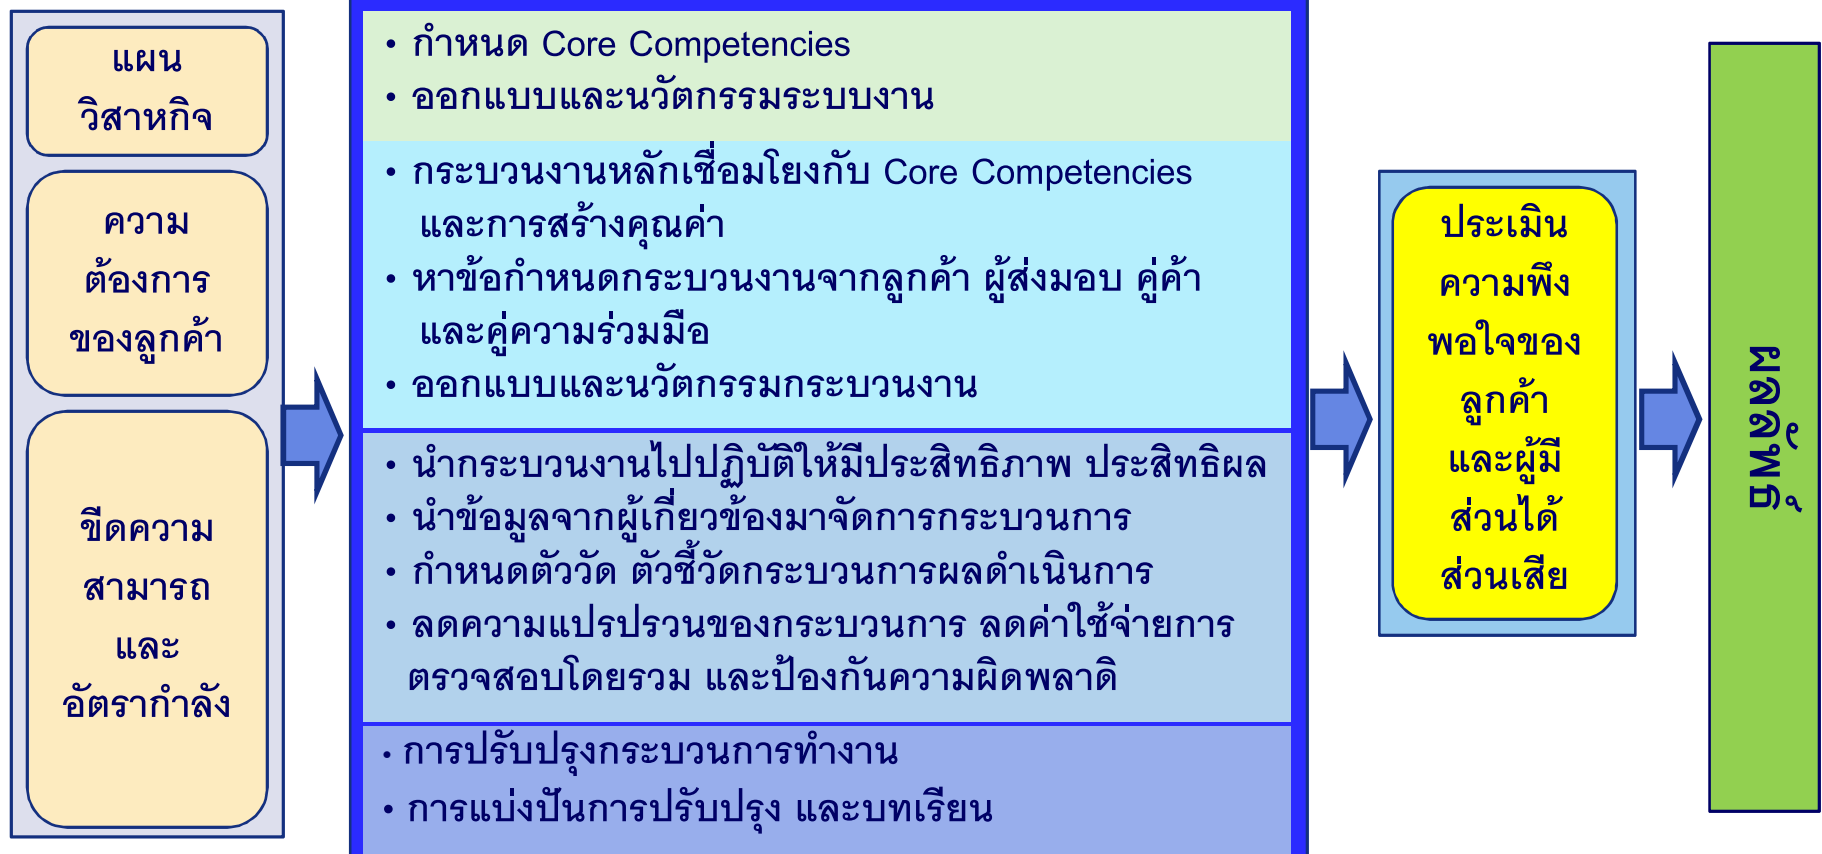 แผน
วิสาหกิจ
ความ
ต้องการ
ของลูกค้า
ขีดความ
สามารถ
และ
อัตรากำลัง
• กำหนด Core Competencies
• ออกแบบและนวัตกรรมระบบงาน
• กระบวนงานหลักเชื่อมโยงกับ Core Competencies
และการสร้างคุณค่า
• หาข้อกำหนดกระบวนงานจากลูกค้า ผู้ส่งมอบ คู่ค้า
และคู่ความร่วมมือ
• ออกแบบและนวัตกรรมกระบวนงาน
• นำกระบวนงานไปปฏิบัติให้มีประสิทธิภาพ ประสิทธิผล
• นำข้อมูลจากผู้เกี่ยวข้องมาจัดการกระบวนการ
• กำหนดตัววัด ตัวชี้วัดกระบวนการผลดำเนินการ
• ลดความแปรปรวนของกระบวนการ ลดค่าใช้จ่ายการ
ตรวจสอบโดยรวม และป้องกันความผิดพลาดิ
• การปรับปรุงกระบวนการทำงาน
• การแบ่งปันการปรับปรุง และบทเรียน
ประเมิน
ความพึง
พอใจของ
ลูกค้า
และผู้มี
ส่วนได้
ส่วนเสีย
ผลลัพธ์